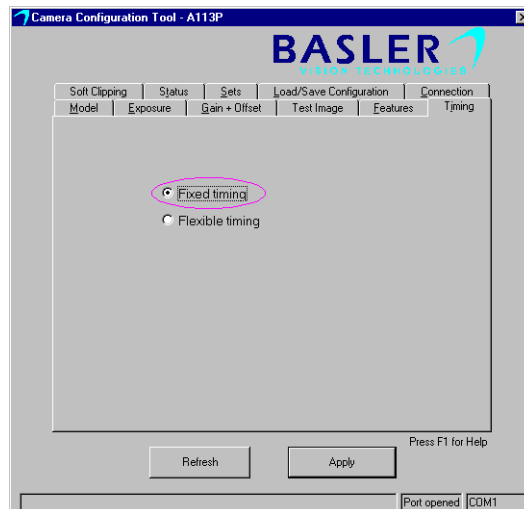 Camera Configuration Tool - A113P
BASLER
VISION TECHNOLOGIES
Soft Clipping Status Sets Load/Save Configuration Connection
Model Exposure Gain + Offset Test Image Features Timing
Fixed timing
Flexible timing
Press F1 for Help
Refresh Apply
Port opened COM1